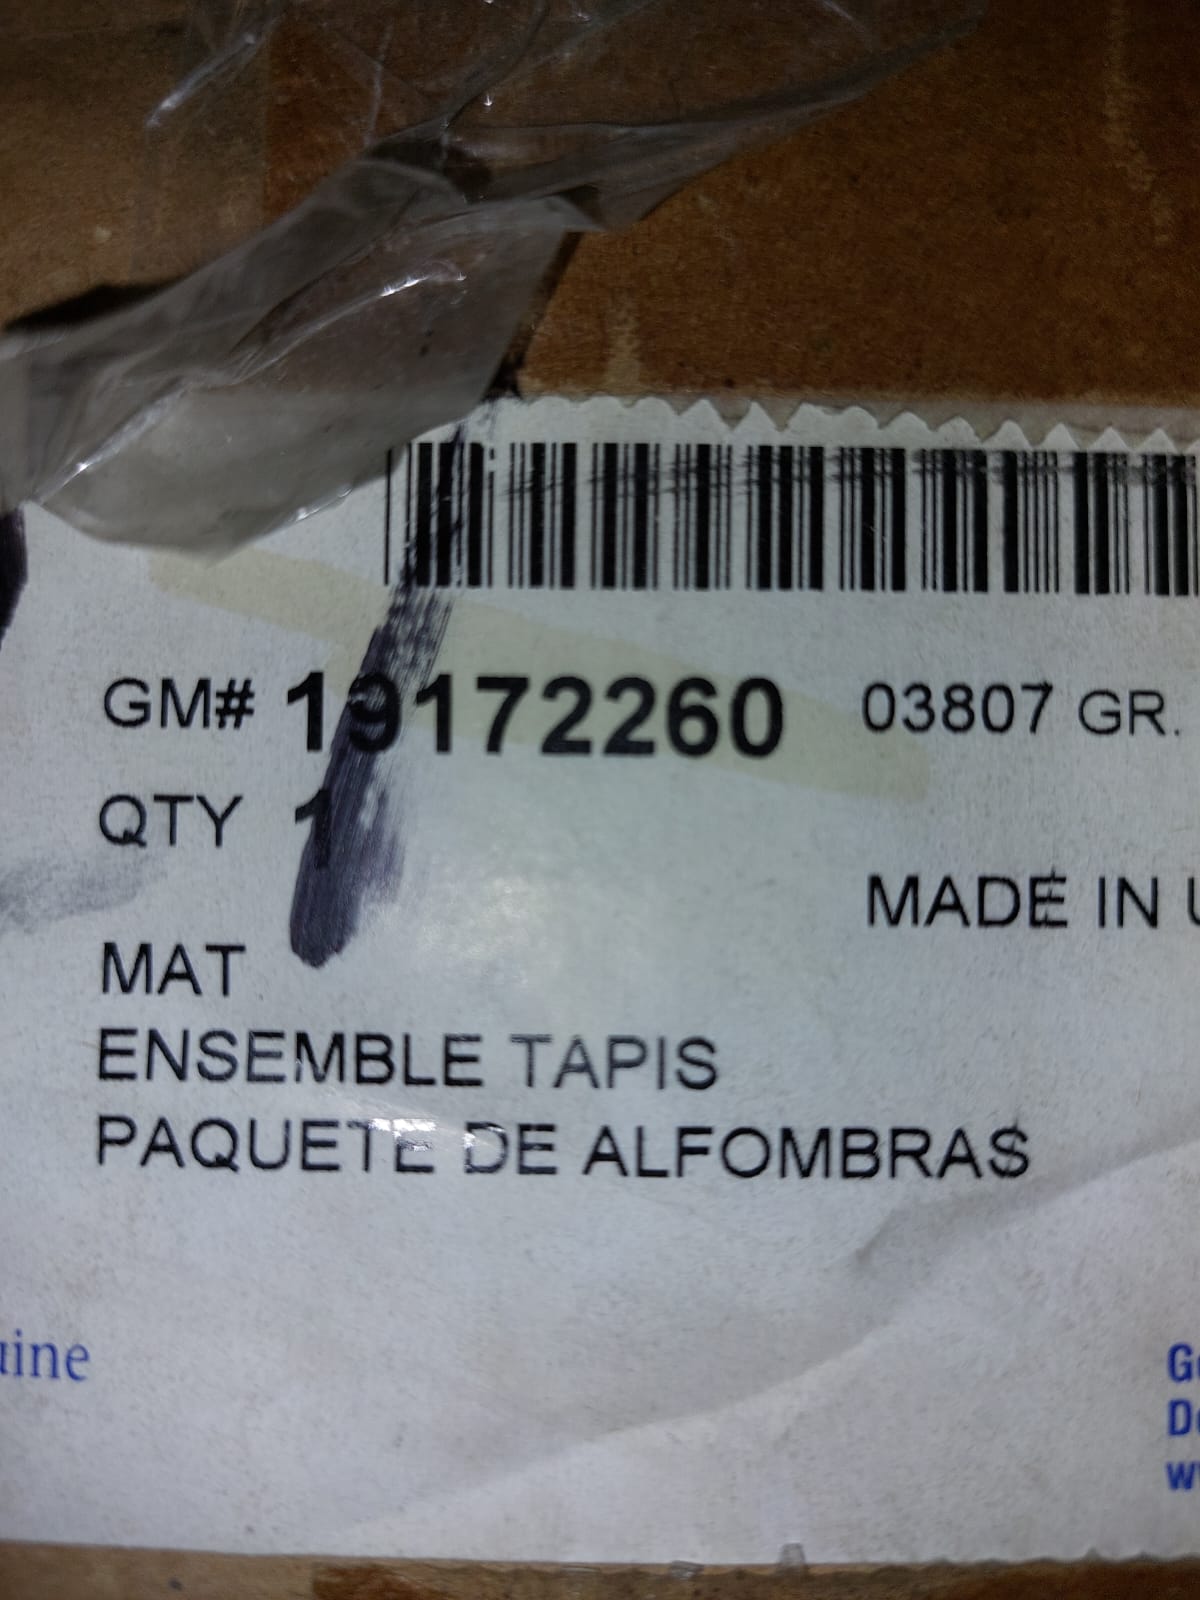 GM# 19172260 03807 GR.
QTY 1
MADE IN
MAT
ENSEMBLE TAPIS
PAQUETE DE ALFOMBRAS